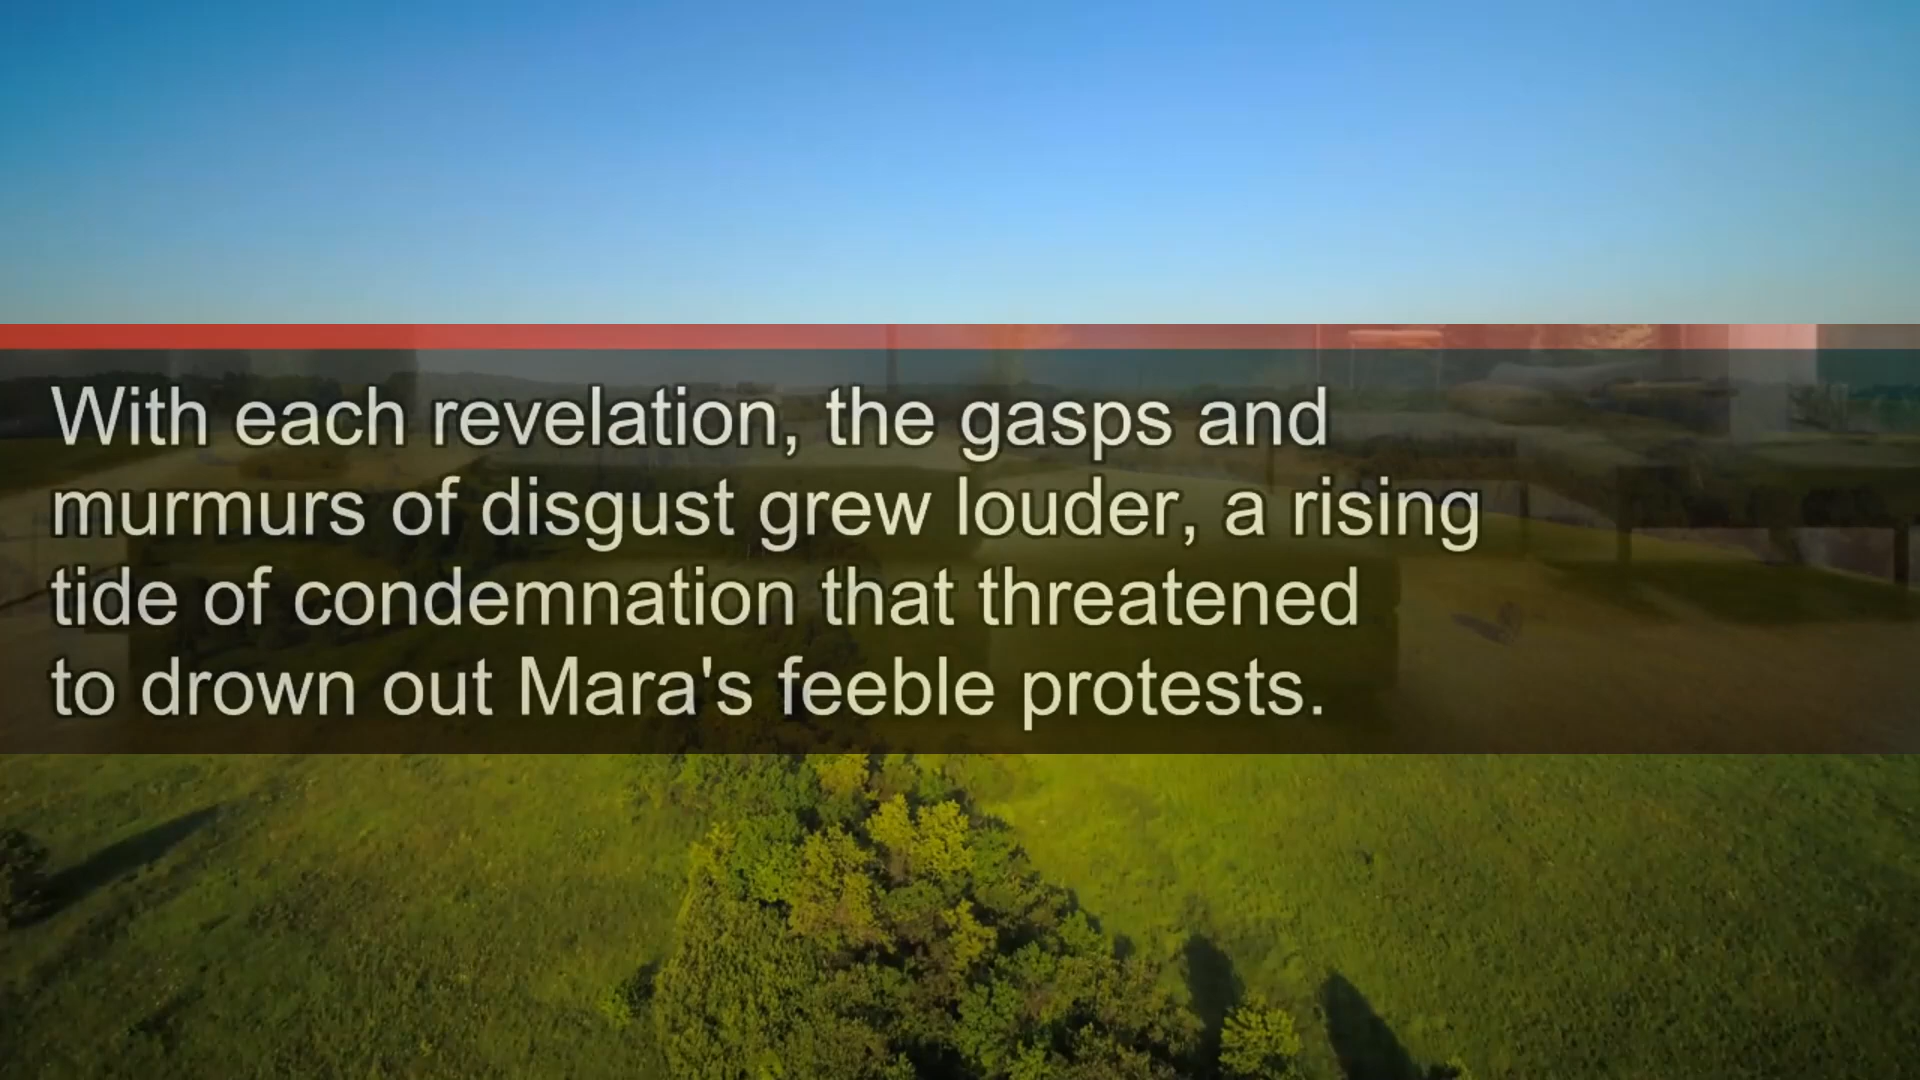 With each revelation, the gasps and
murmurs of disgust grew louder, a rising
tide of condemnation that threatened
to drown out Mara's feeble protests.